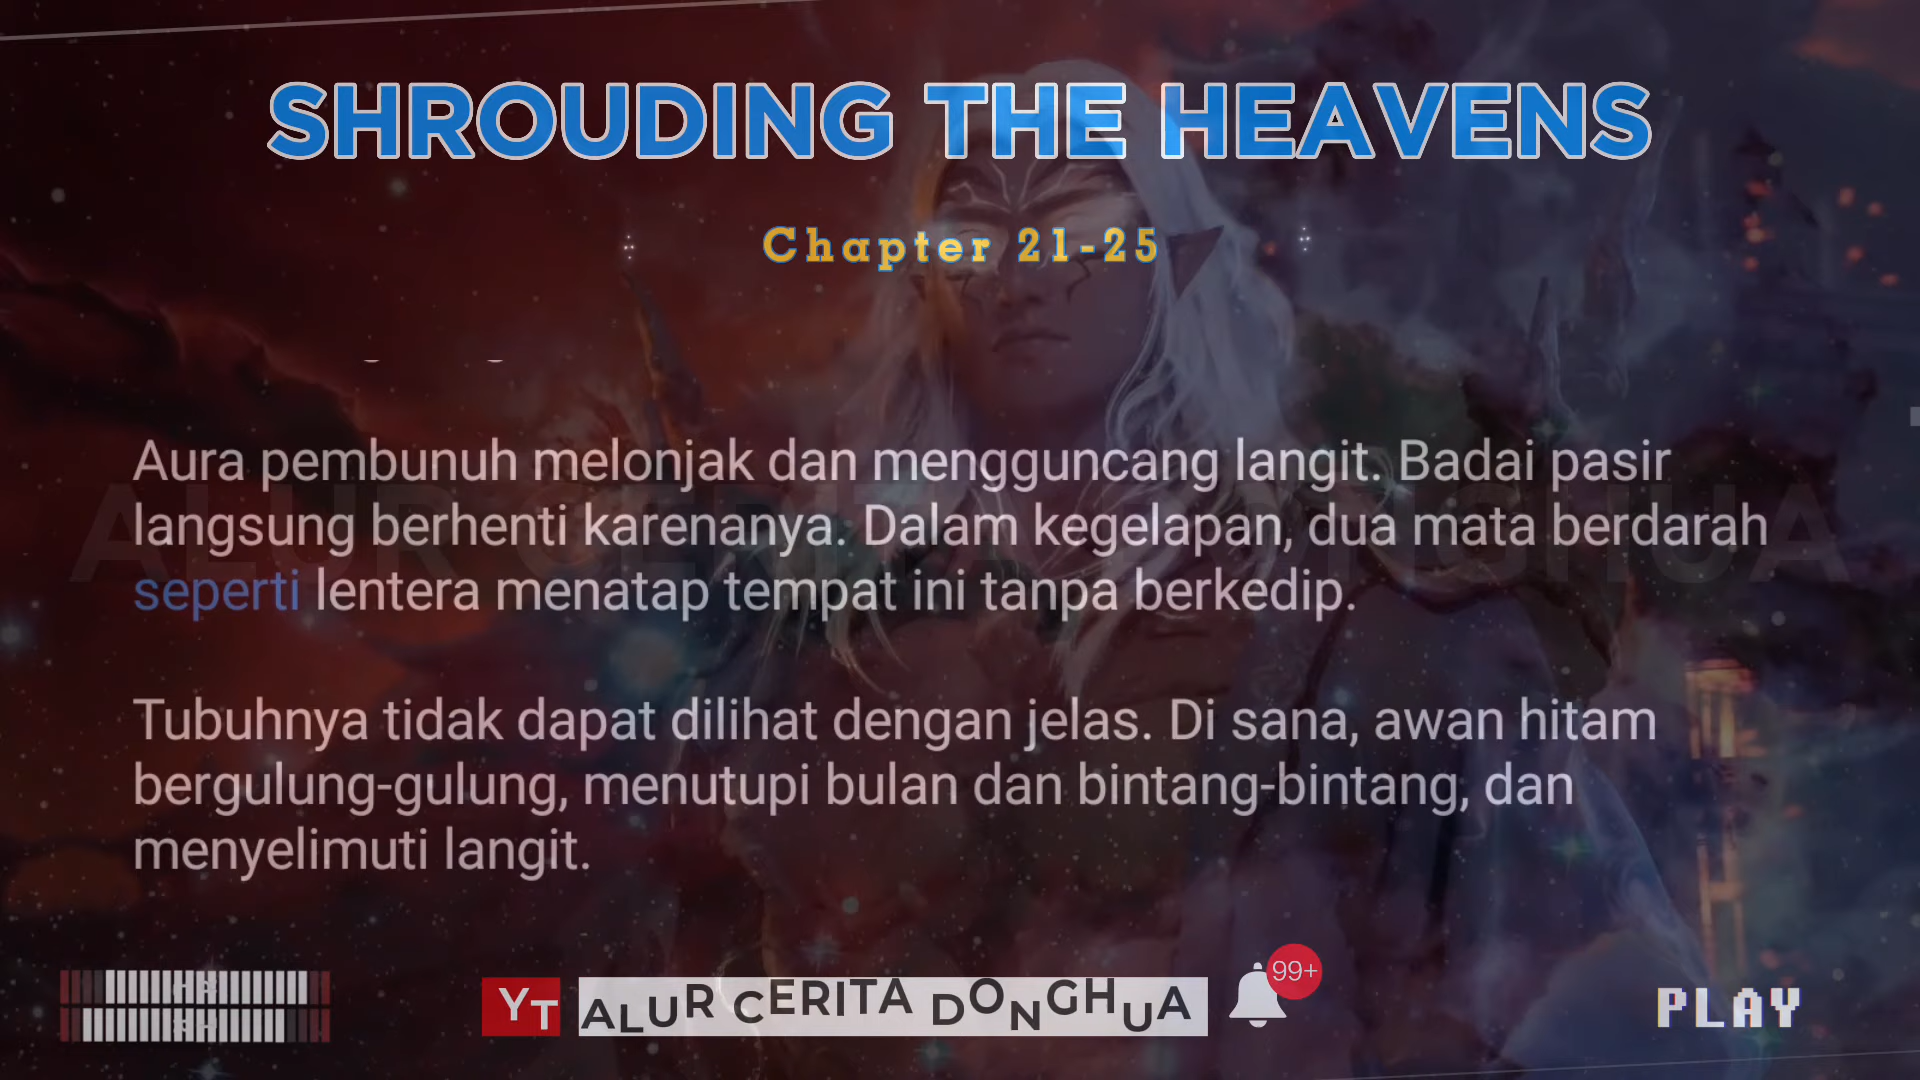 SHROUDING THE HEAVENS
Chapter 21-25
Aura pembunuh melonjak dan mengguncang langit. Badai pasir
langsung berhenti karenanya. Dalam kegelapan, dua mata berdarah
seperti lentera menatap tempat ini tanpa berkedip.
Tubuhnya tidak dapat dilihat dengan jelas. Di sana, awan hitam
bergulung-gulung, menutupi bulan dan bintang-bintang, dan
menyelimuti langit.
YT ALUR CERITA DONGHUA 99+
PLAY